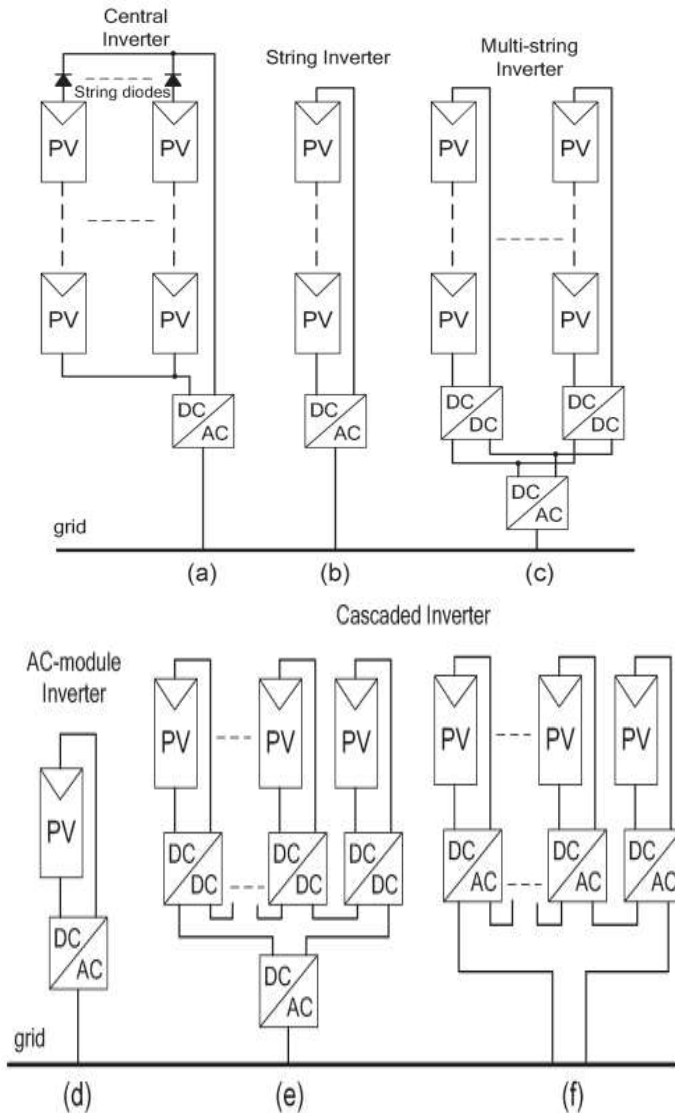 Central
Inverter
String Inverter
Multi-string
Inverter
String diodes
PV
PV
PV
PV
PV
PV
PV
PV
PV
PV
DC
AC
DC
AC
DC
DC
DC
DC
DC
AC
grid
(a)
(b)
(c)
Cascaded Inverter
AC-module
Inverter
PV
PV
PV
PV
PV
PV
PV
DC
DC
DC
DC
DC
DC
DC
AC
DC
AC
DC
AC
DC
AC
DC
AC
grid
(d)
(e)
(f)